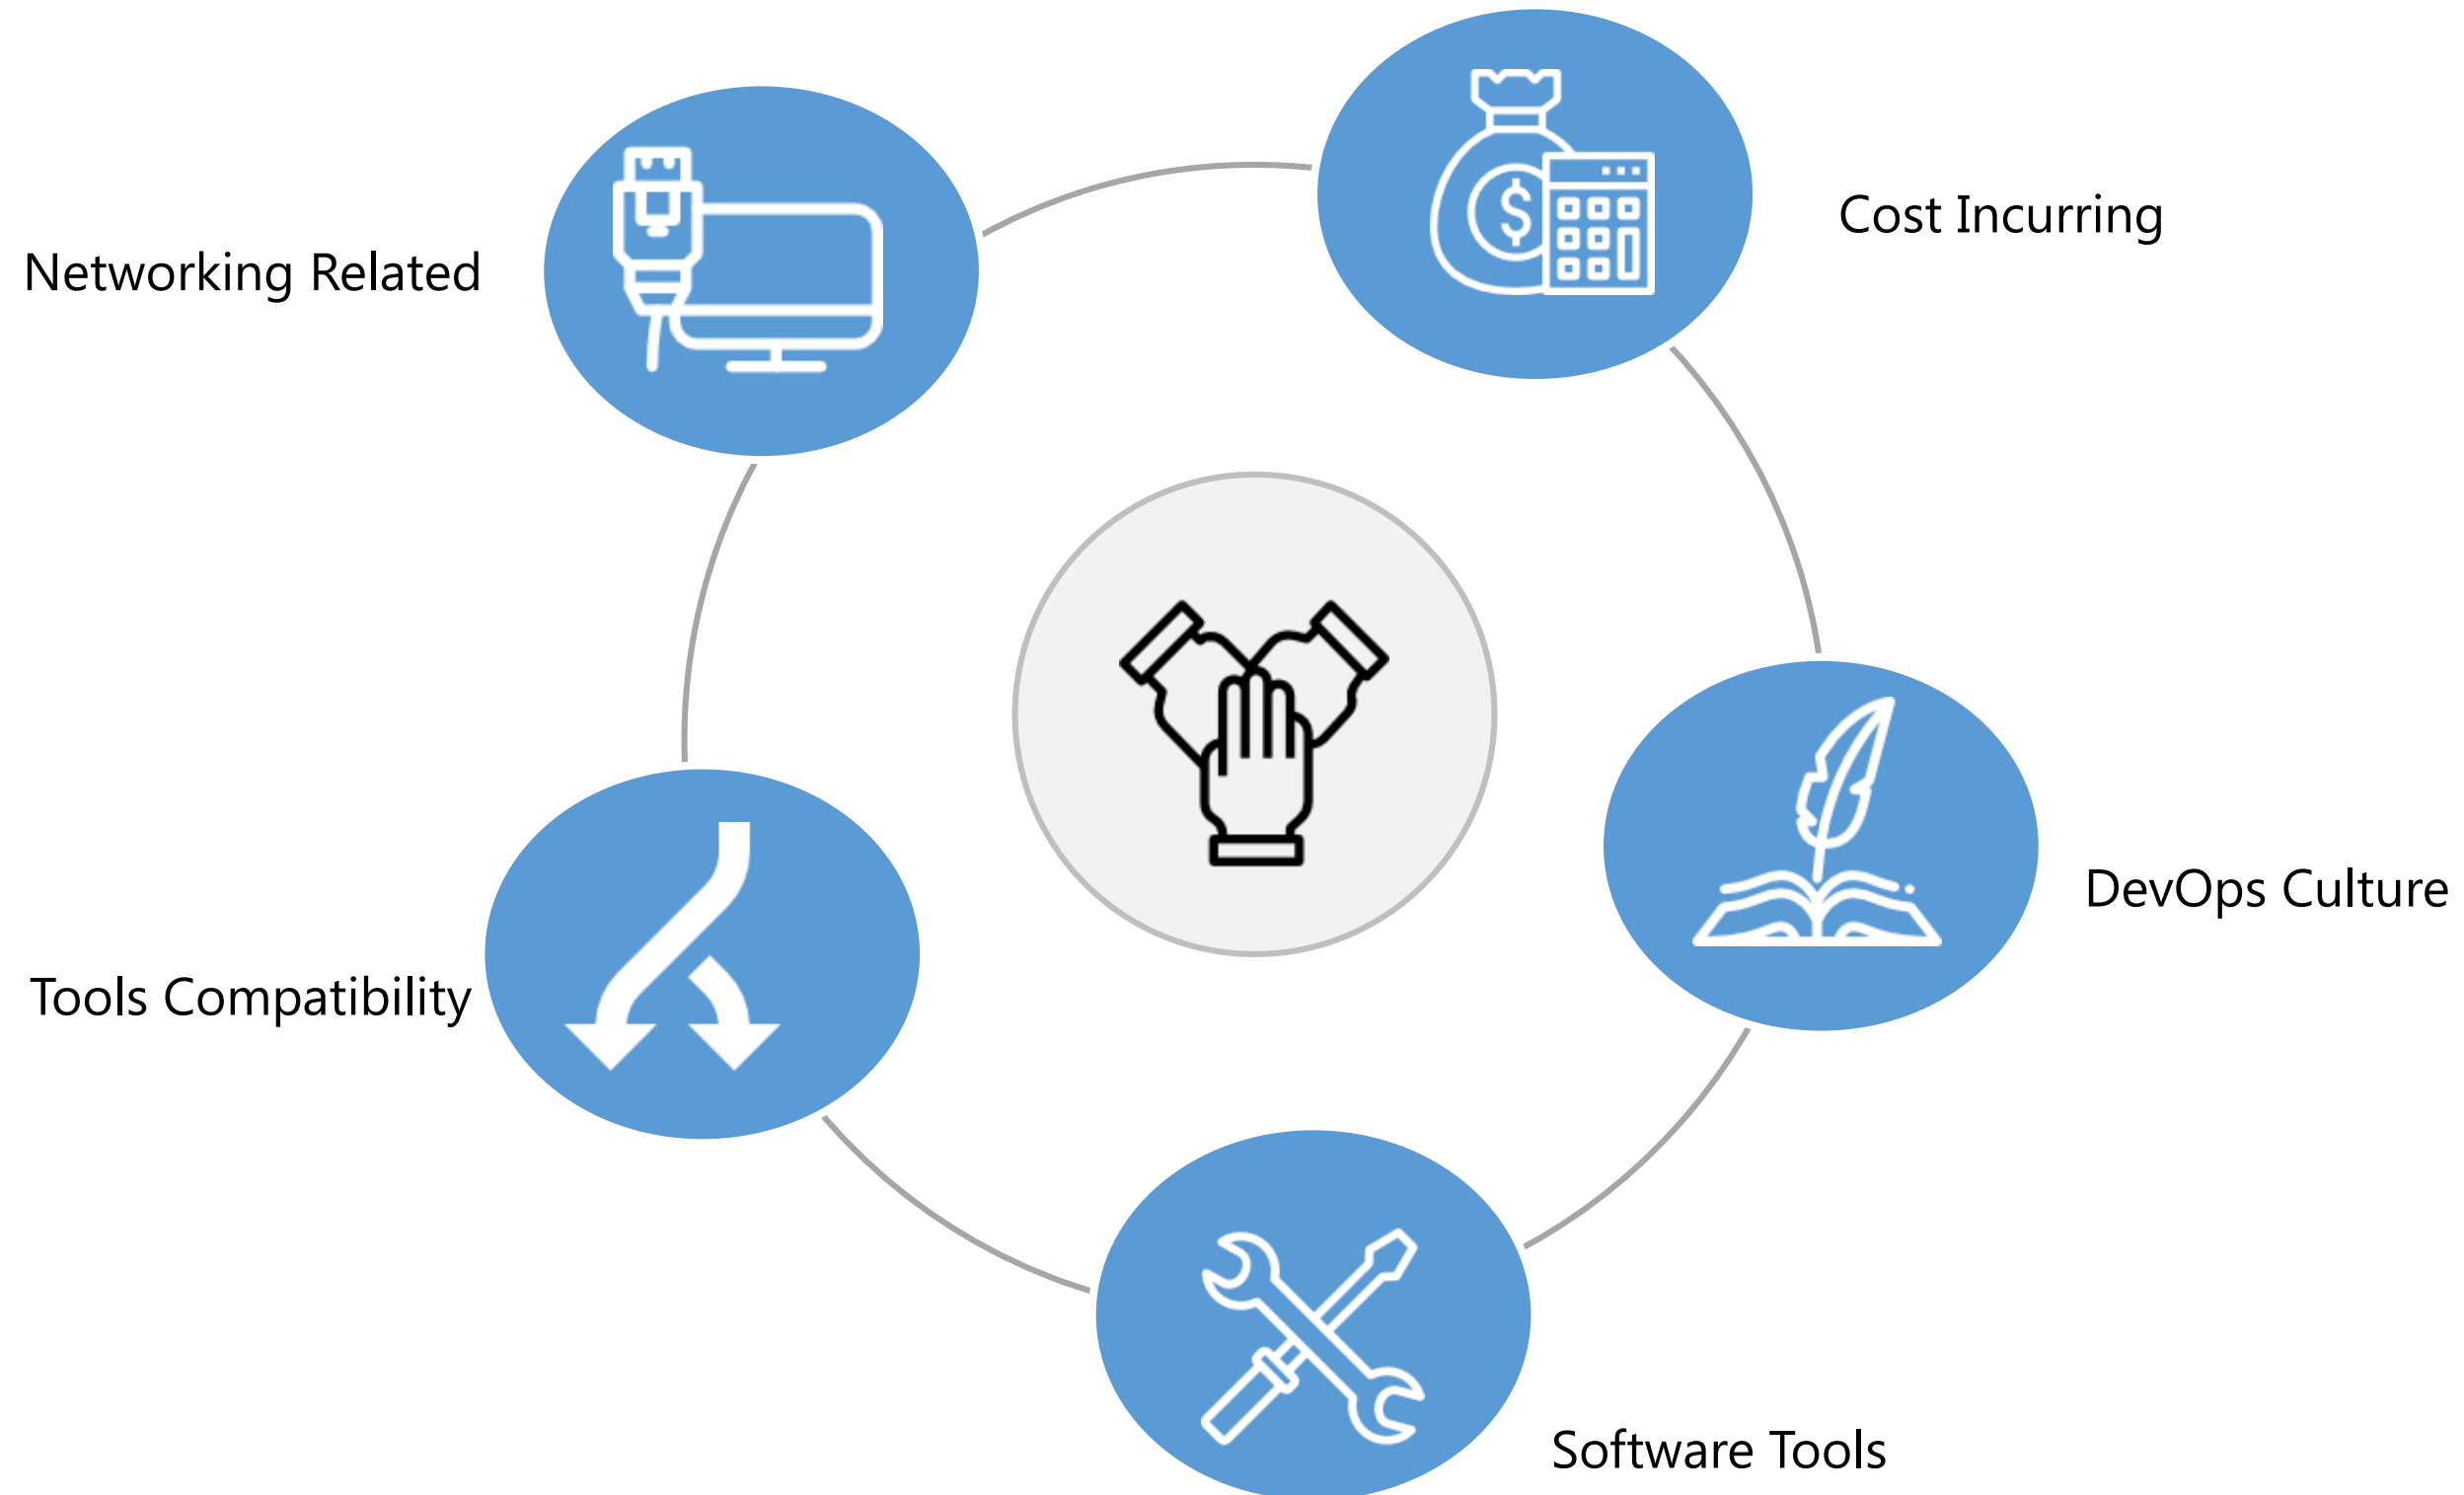 Cost Incurring
Networking Related
DevOps Culture
Tools Compatibility
Software Tools